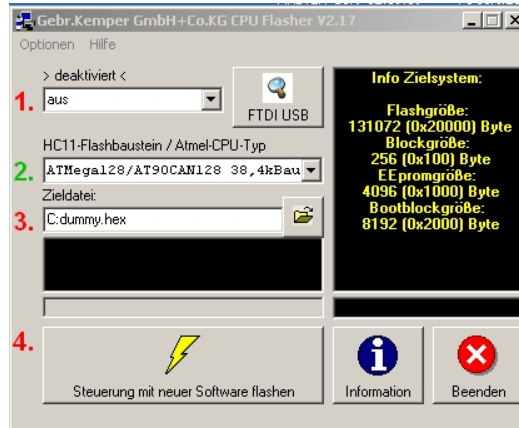 Gebr.Kemper GmbH+Co.KG CPU Flasher V2.17
Optionen Hilfe
> deaktiviert <
1.
aus
FTDI USB
HC11-Flashbaustein / Atmel-CPU-Typ
2.
ATMega128/AT90CAN128 38,4kBau
Zieldatei:
3.
C:dummy.hex
Info Zielsystem:
Flashgröße:
131072 (0x20000) Byte
Blockgröße:
256 (0x100) Byte
EEpromgröße:
4096 (0x1000) Byte
Bootblockgröße:
8192 (0x2000) Byte
4.
Steuerung mit neuer Software flashen
Information
Beenden